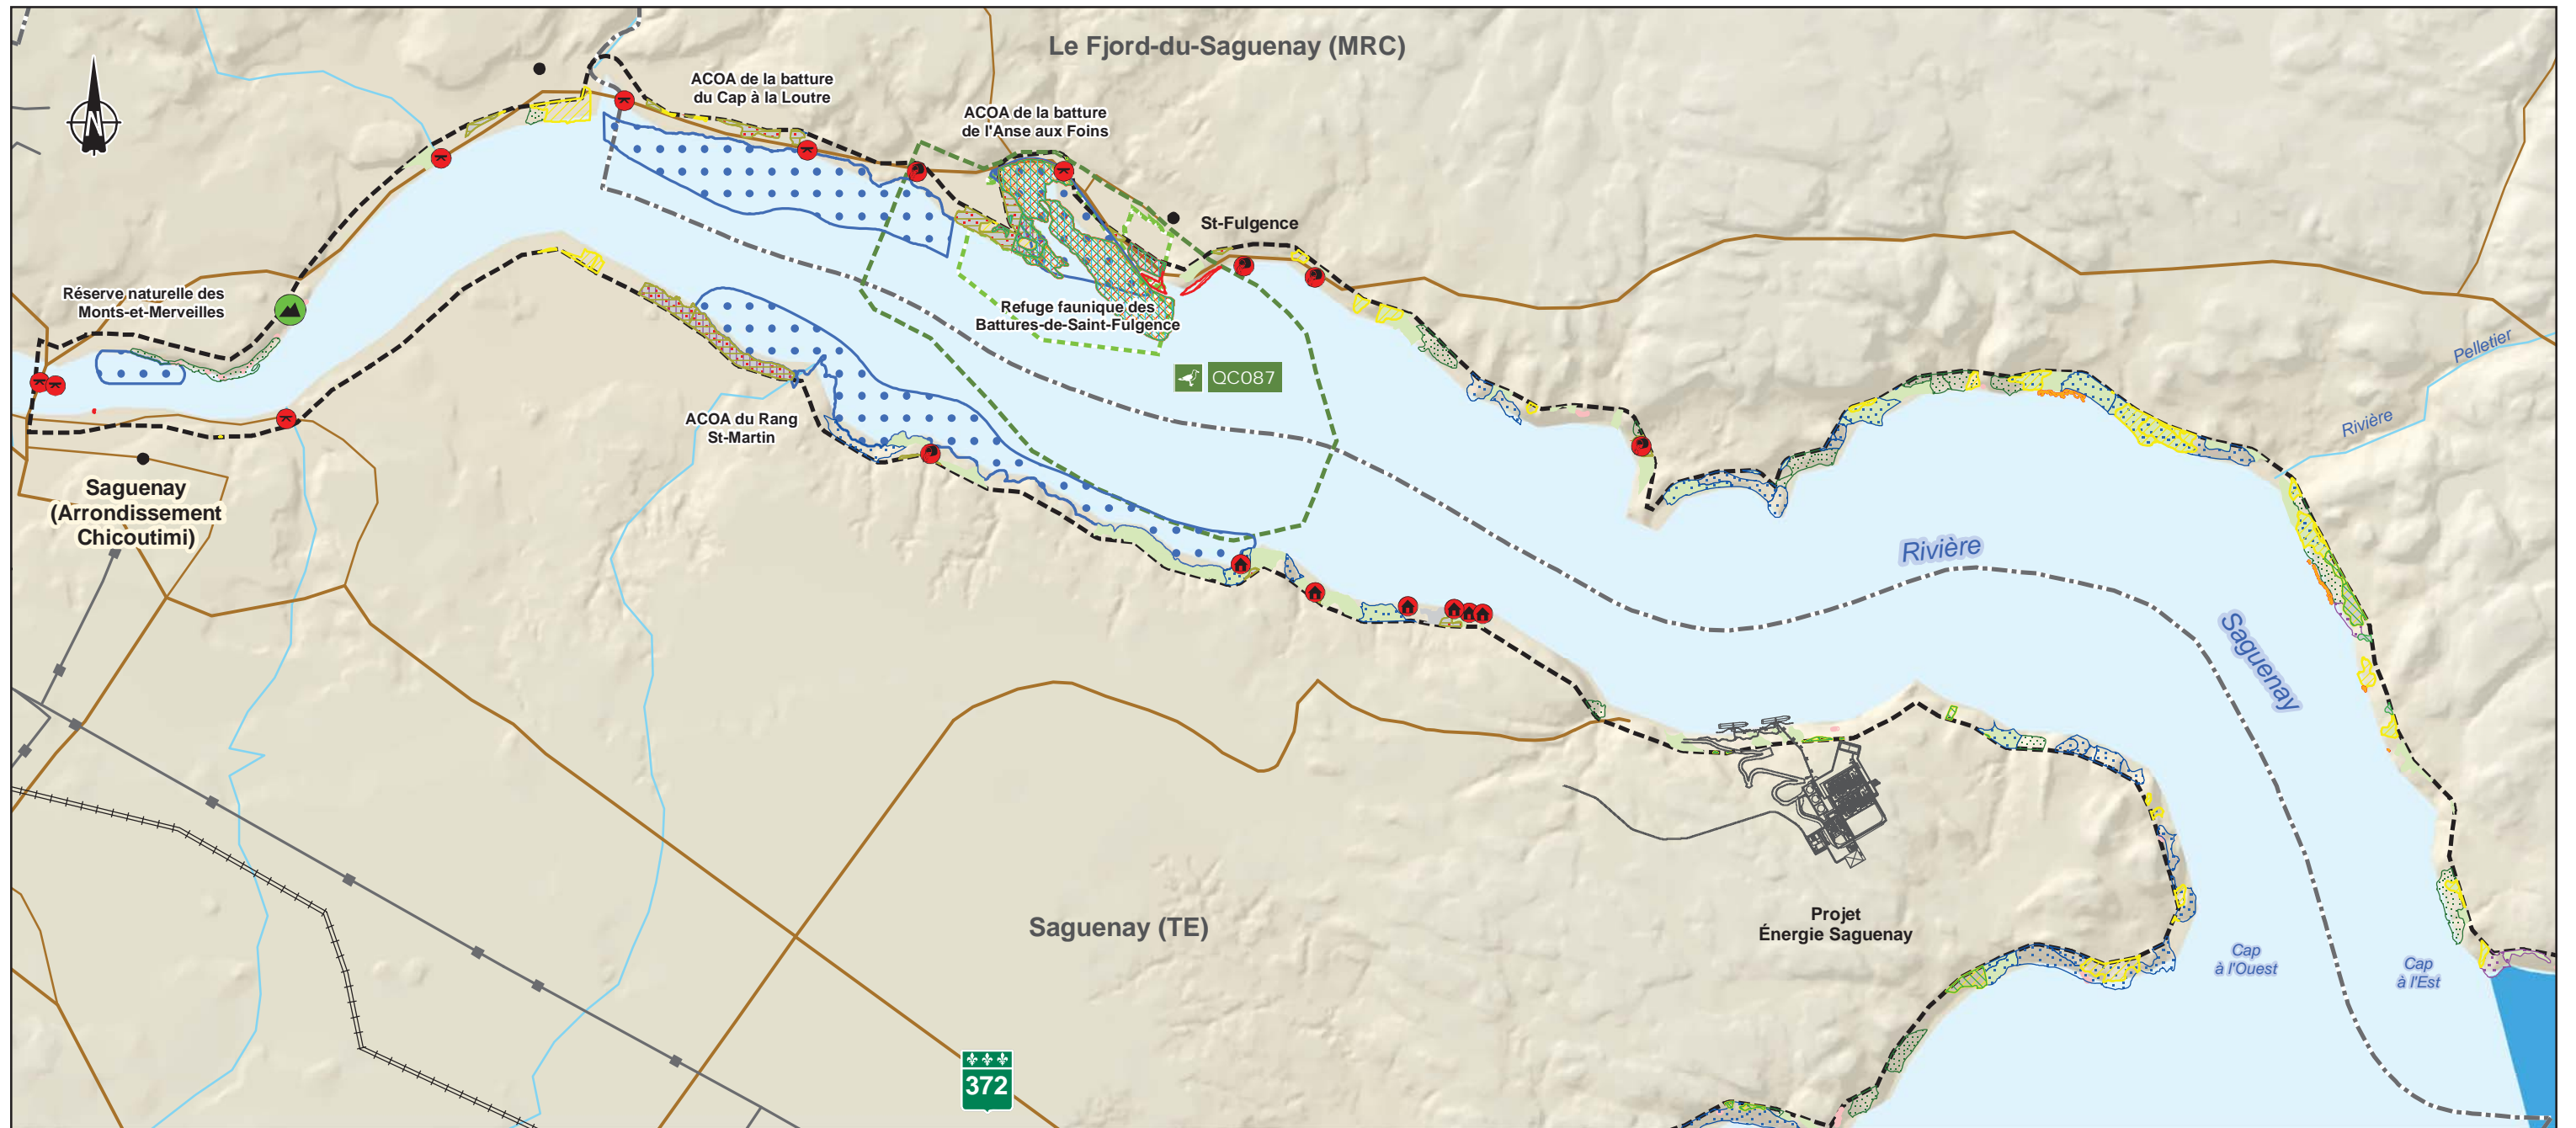 Le Fjord-du-Saguenay (MRC)
ACOA de la batture
du Cap à la Loutre
ACOA de la batture
de l'Anse aux Foins
N
St-Fulgence
Réserve naturelle des
Monts-et-Merveilles
Refuge faunique des
Battures-de-Saint-Fulgence
QC087
Pelletier
Rivière
ACOA du Rang
St-Martin
Saguenay
(Arrondissement
Chicoutimi)
Rivière
Saguenay
Projet
Énergie Saguenay
Saguenay (TE)
Cap
à l'Ouest
Cap
à l'Est
372